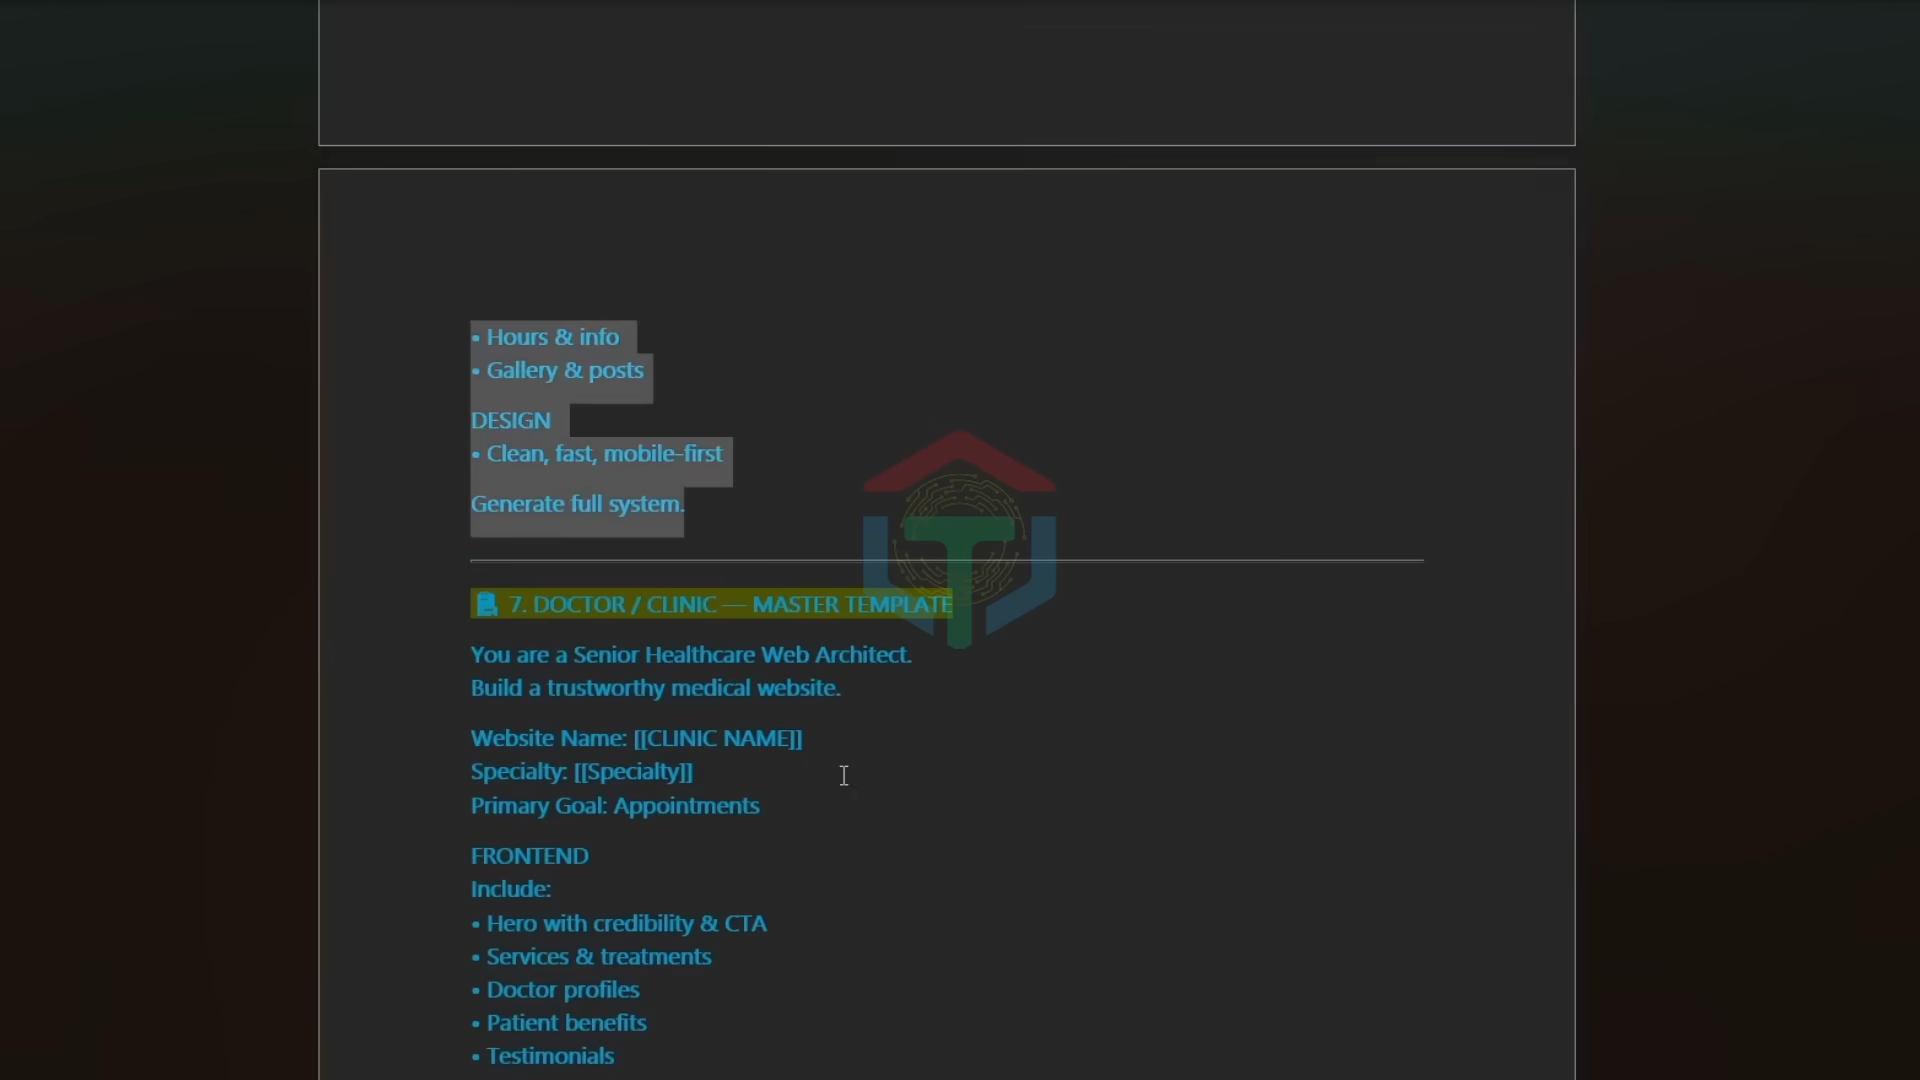 • Hours & info
• Gallery & posts
DESIGN
• Clean, fast, mobile-first
Generate full system.
7. DOCTOR / CLINIC — MASTER TEMPLATE
You are a Senior Healthcare Web Architect.
Build a trustworthy medical website.
Website Name: [[CLINIC NAME]]
Specialty: [[Specialty]]
Primary Goal: Appointments
FRONTEND
Include:
• Hero with credibility & CTA
• Services & treatments
• Doctor profiles
• Patient benefits
• Testimonials